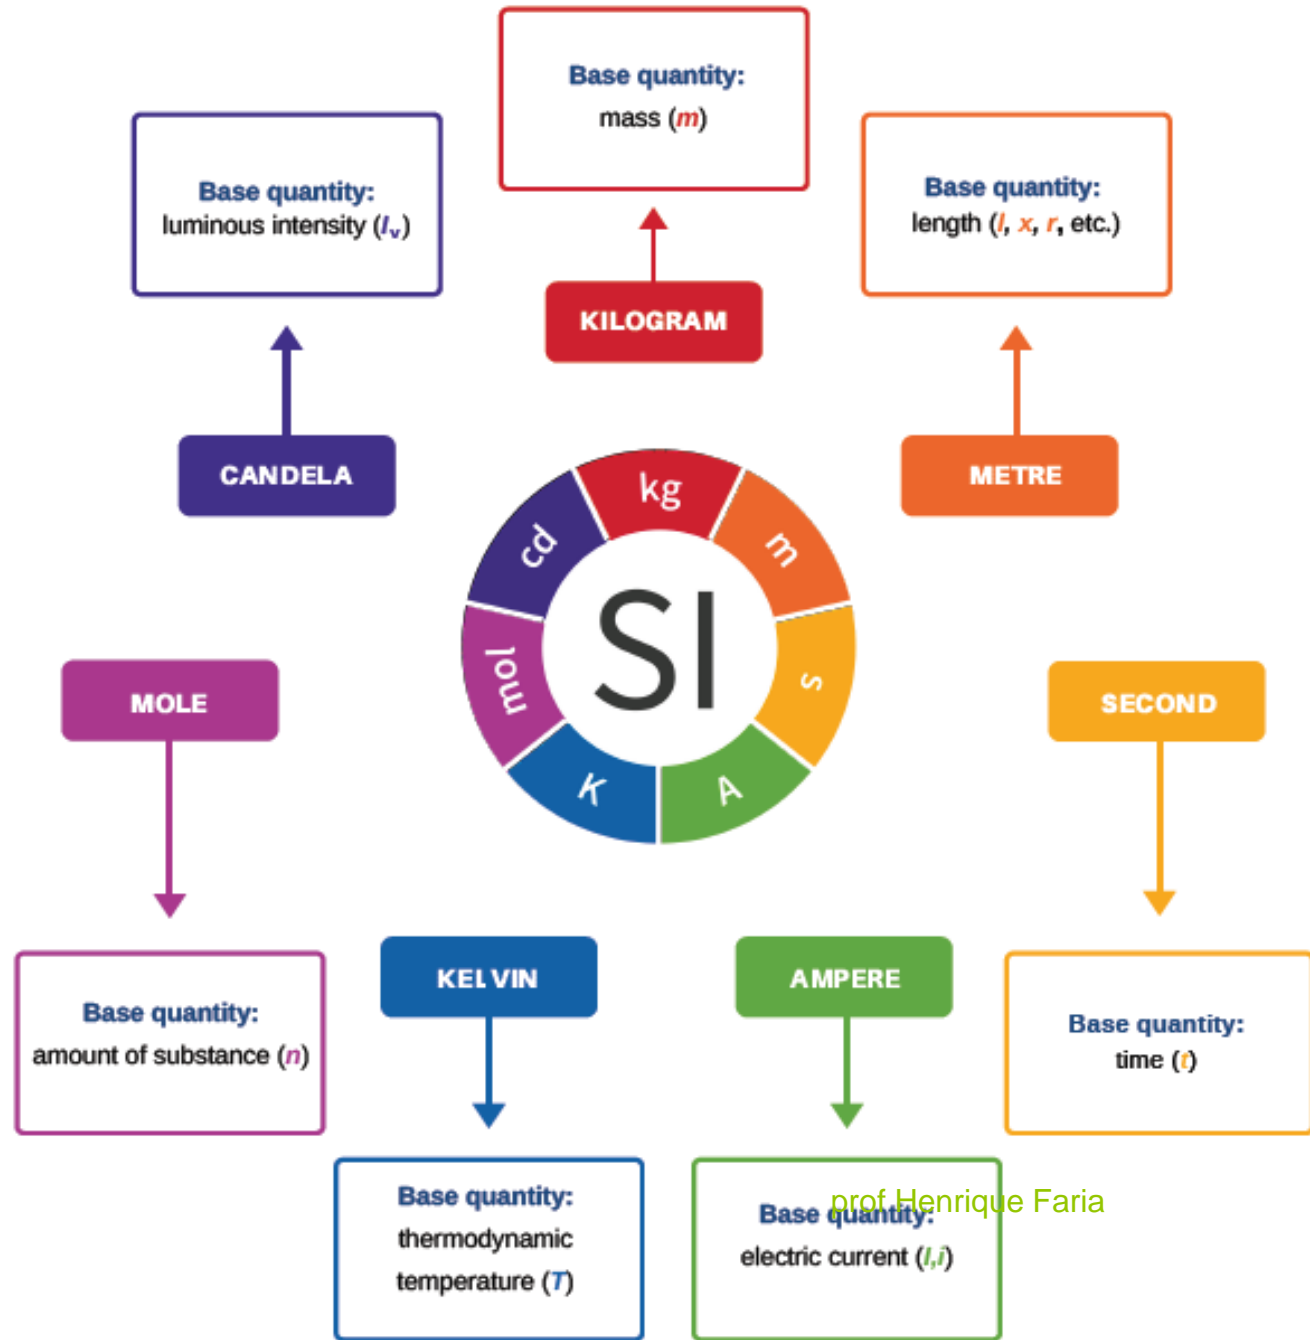 Base quantity:
mass (m)
Base quantity:
luminous intensity (Iv)
Base quantity:
length (l, x, r, etc.)
KILOGRAM
CANDELA
METRE
kg
cd
m
SI
mol
s
K
A
MOLE
SECOND
KELVIN
AMPERE
Base quantity:
amount of substance (n)
Base quantity:
time (t)
Base quantity:
thermodynamic
temperature (T)
prof Henrique Faria
Base quantity:
electric current (I,i)